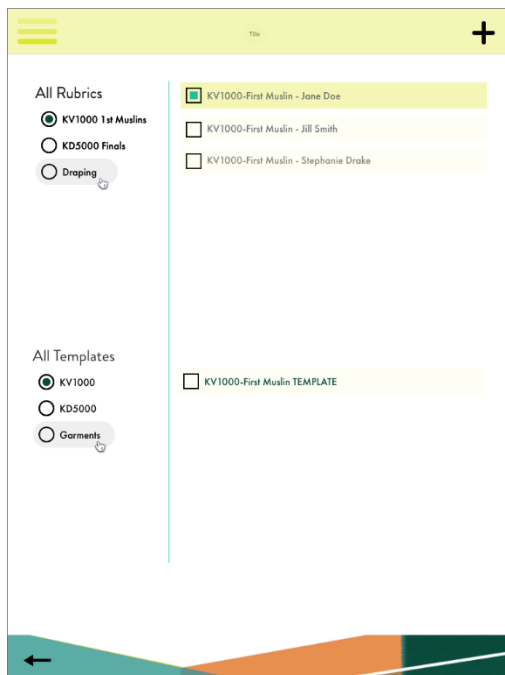 Title
All Rubrics
KV1000 1st Muslins
KD5000 Finals
Draping
KV1000-First Muslin - Jane Doe
KV1000-First Muslin - Jill Smith
KV1000-First Muslin - Stephanie Drake
All Templates
KV1000
KD5000
Garments
KV1000-First Muslin TEMPLATE